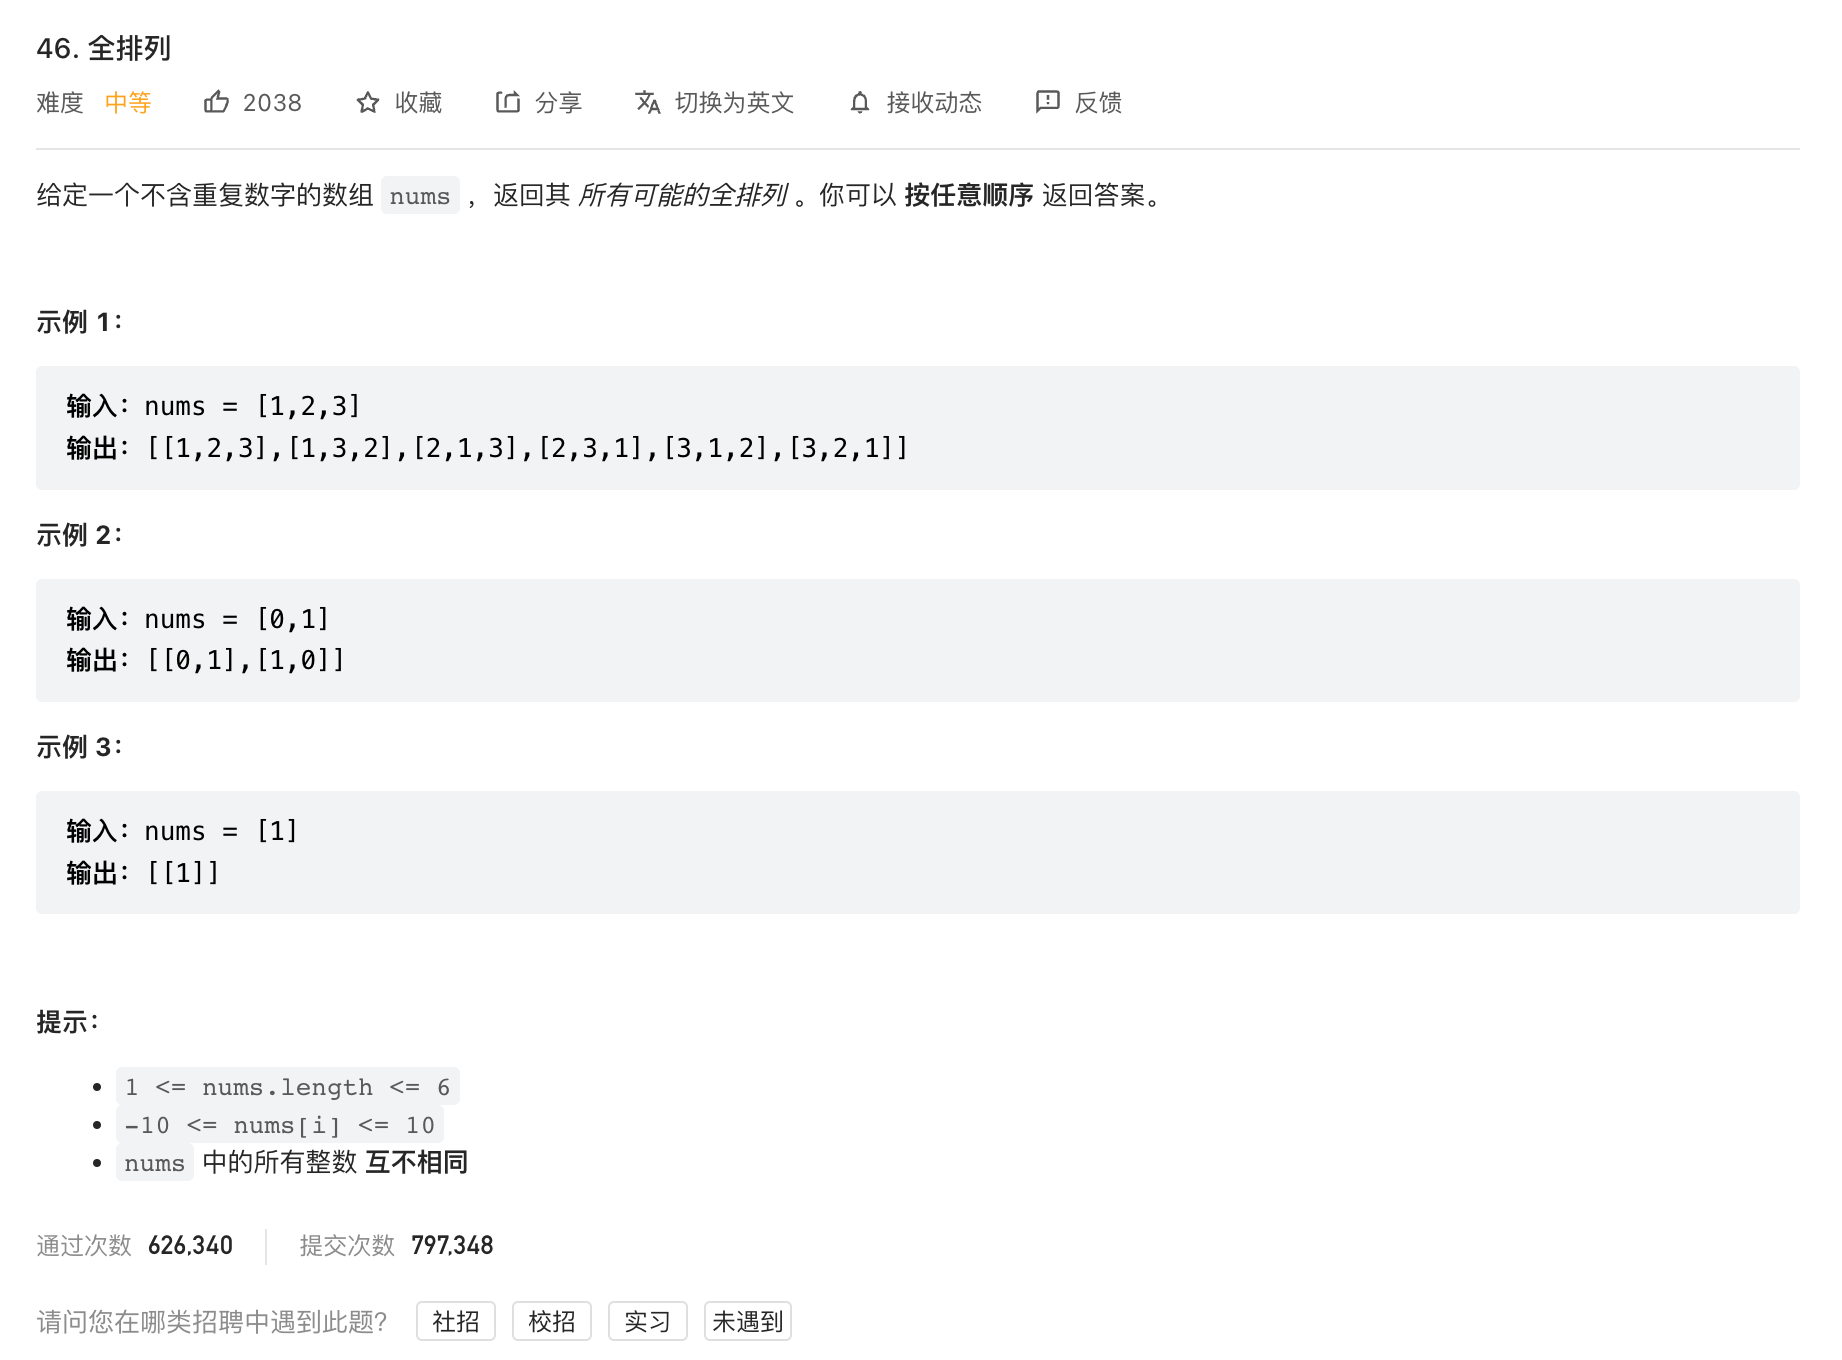 46. 全排列
难度 中等 2038 收藏 分享 切换为英文 接收动态 反馈
给定一个不含重复数字的数组 nums ，返回其 所有可能的全排列 。你可以 按任意顺序 返回答案。
示例 1：
输入：nums = [1,2,3]
输出：[[1,2,3],[1,3,2],[2,1,3],[2,3,1],[3,1,2],[3,2,1]]
示例 2：
输入：nums = [0,1]
输出：[[0,1],[1,0]]
示例 3：
输入：nums = [1]
输出：[[1]]
提示：
1 <= nums.length <= 6
-10 <= nums[i] <= 10
nums 中的所有整数 互不相同
通过次数 626,340 提交次数 797,348
请问您在哪类招聘中遇到此题? 社招 校招 实习 未遇到